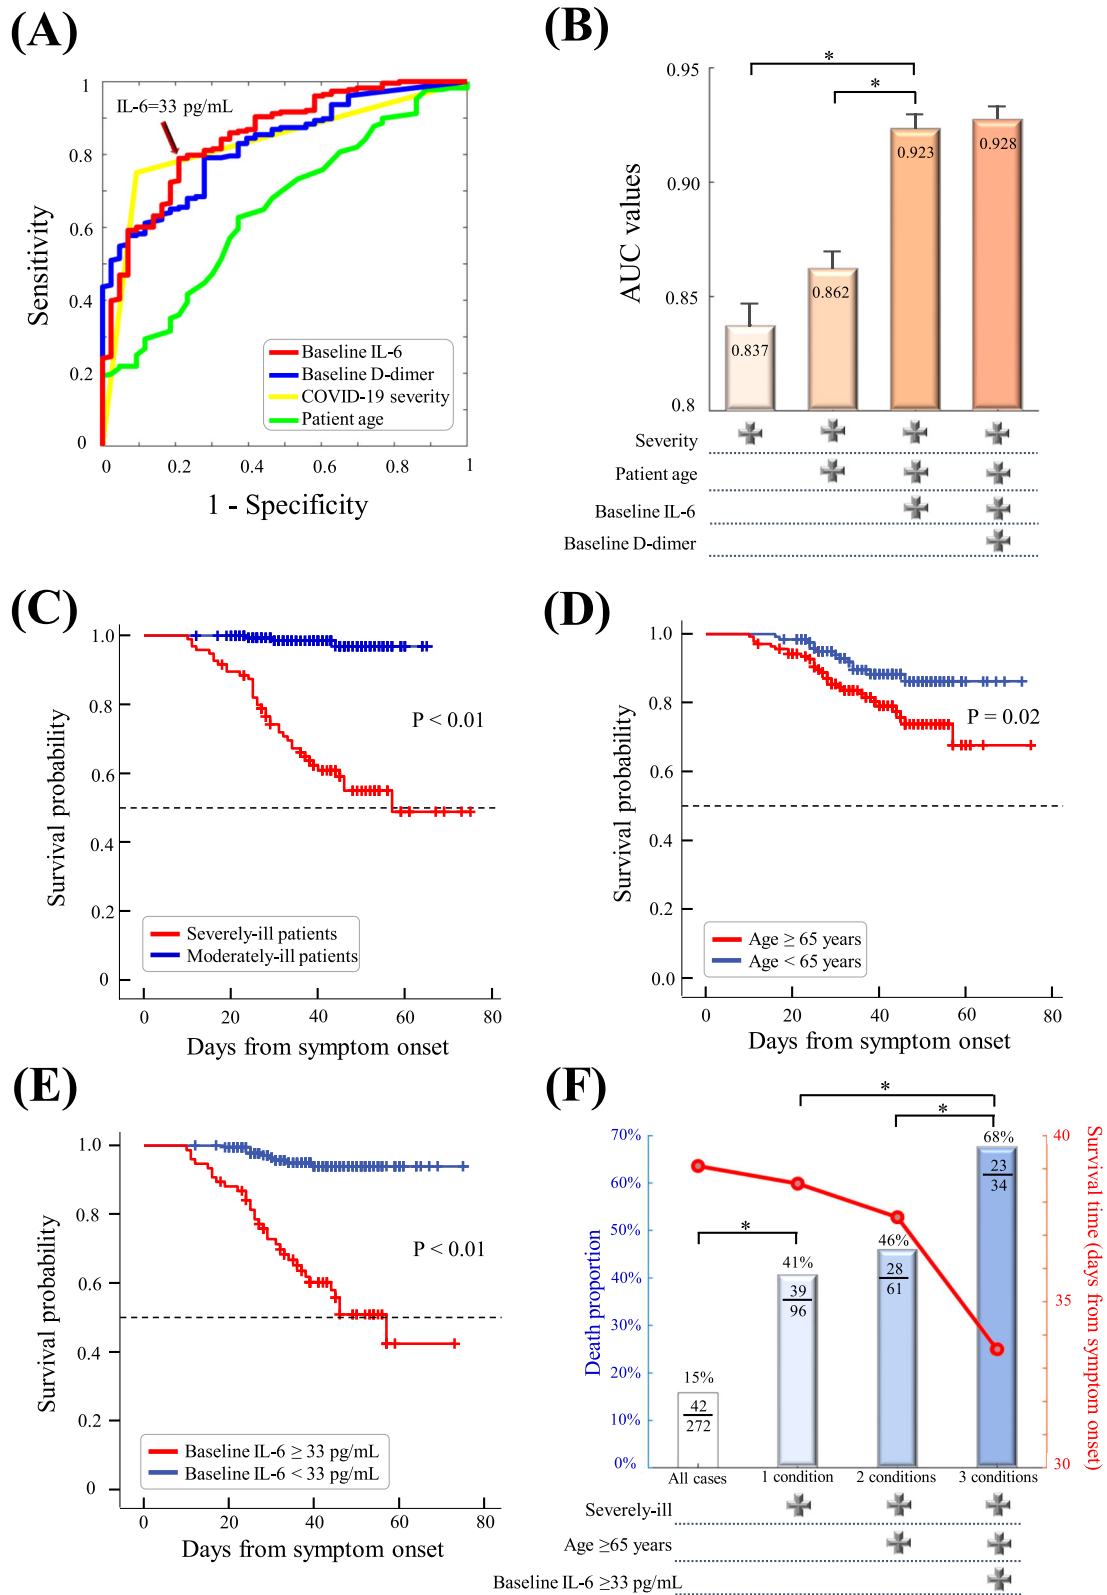 (A)
1
0.8
0.6
0.4
0.2
0
0
0.2
0.4
0.6
0.8
1
Sensitivity
1 - Specificity
IL-6=33 pg/mL
Baseline IL-6
Baseline D-dimer
COVID-19 severity
Patient age
(B)
0.95
0.90
0.85
0.8
AUC values
*
*
0.837
0.862
0.923
0.928
Severity
Patient age
Baseline IL-6
Baseline D-dimer
(C)
1.0
0.8
0.6
0.4
0.2
0
Survival probability
P < 0.01
Severely-ill patients
Moderately-ill patients
0 20 40 60 80
Days from symptom onset
(D)
1.0
0.8
0.6
0.4
0.2
0.0
Survival probability
P = 0.02
Age ≥ 65 years
Age < 65 years
0 20 40 60 80
Days from symptom onset
(E)
1.0
0.8
0.6
0.4
0.2
0
Survival probability
P < 0.01
Baseline IL-6 ≥ 33 pg/mL
Baseline IL-6 < 33 pg/mL
0 20 40 60 80
Days from symptom onset
(F)
*
*
*
70%
60%
50%
40%
30%
20%
10%
0%
Death proportion
15%
42
272
41%
39
96
46%
28
61
68%
23
34
40
35
30
Survival time (days from symptom onset)
All cases 1 condition 2 conditions 3 conditions
Severely-ill
Age ≥65 years
Baseline IL-6 ≥33 pg/mL